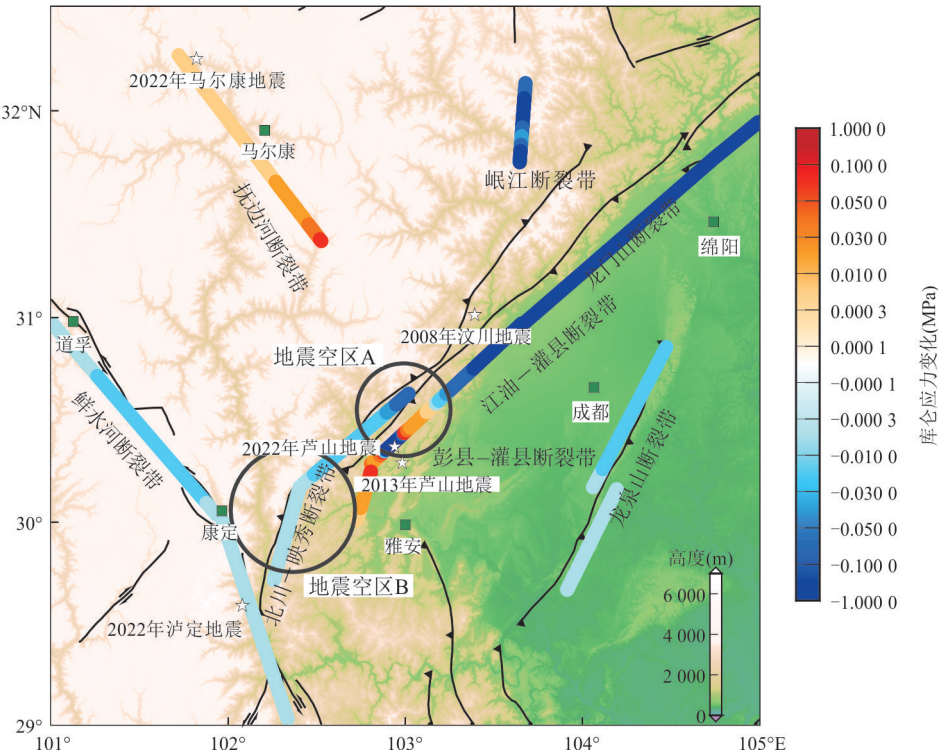 2022年马尔康地震
32°N
马尔康
岷江断裂带
抚边河断裂带
龙门山断裂带
绵阳
31°
道孚
2008年汶川地震
地震空区A
江油－灌县断裂带
成都
鲜水河断裂带
2022年芦山地震
彭县–灌县断裂带
2013年芦山地震
龙泉山断裂带
30°
康定
北川－映秀断裂带
雅安
地震空区B
2022年泸定地震
29°
101
102
103
104
105°E
高度(m)
6 000
4 000
2 000
0
1.000 0
0.100 0
0.050 0
0.030 0
0.010 0
0.000 3
0.000 1
−0.000 1
−0.000 3
−0.010 0
−0.030 0
−0.050 0
−0.100 0
−1.000 0
库仑应力变化(MPa)